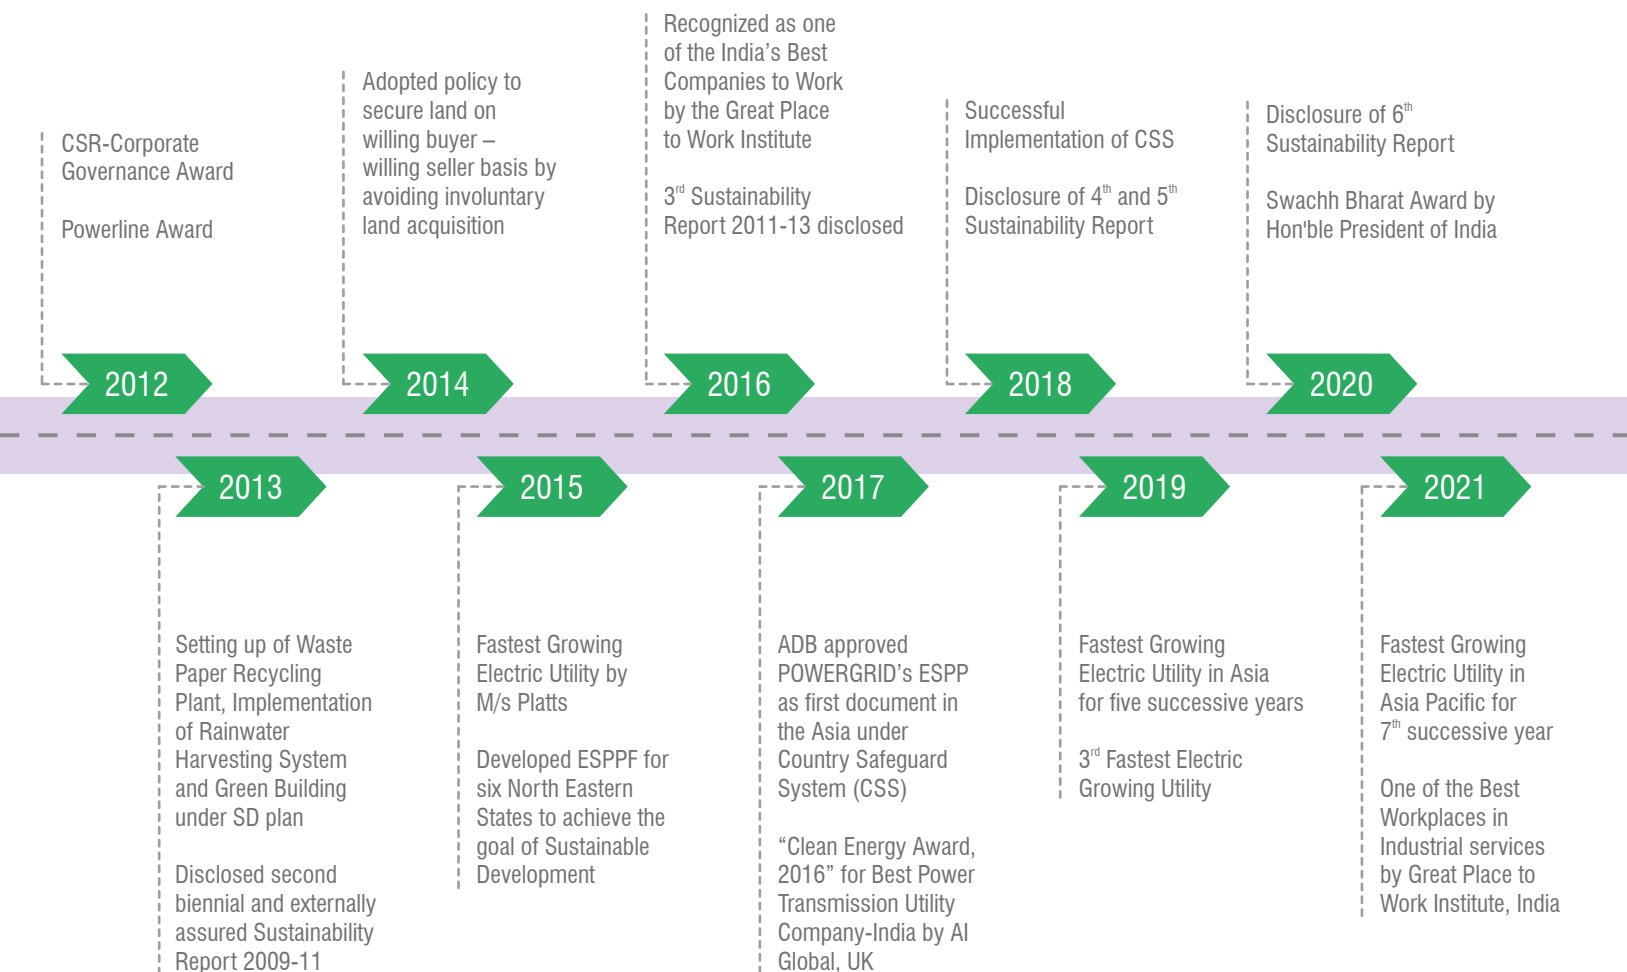 CSR-Corporate
Governance Award
Powerline Award
2012
Adopted policy to
secure land on
willing buyer –
willing seller basis by
avoiding involuntary
land acquisition
2014
Recognized as one
of the India’s Best
Companies to Work
by the Great Place
to Work Institute
3rd Sustainability
Report 2011-13 disclosed
2016
Successful
Implementation of CSS
Disclosure of 4th and 5th
Sustainability Report
2018
Disclosure of 6th
Sustainability Report
Swachh Bharat Award by
Hon'ble President of India
2020
2013
Setting up of Waste
Paper Recycling
Plant, Implementation
of Rainwater
Harvesting System
and Green Building
under SD plan
Disclosed second
biennial and externally
assured Sustainability
Report 2009-11
2015
Fastest Growing
Electric Utility by
M/s Platts
Developed ESPPF for
six North Eastern
States to achieve the
goal of Sustainable
Development
2017
ADB approved
POWERGRID’s ESPP
as first document in
the Asia under
Country Safeguard
System (CSS)
“Clean Energy Award,
2016” for Best Power
Transmission Utility
Company-India by AI
Global, UK
2019
Fastest Growing
Electric Utility in Asia
for five successive years
3rd Fastest Electric
Growing Utility
2021
Fastest Growing
Electric Utility in
Asia Pacific for
7th successive year
One of the Best
Workplaces in
Industrial services
by Great Place to
Work Institute, India